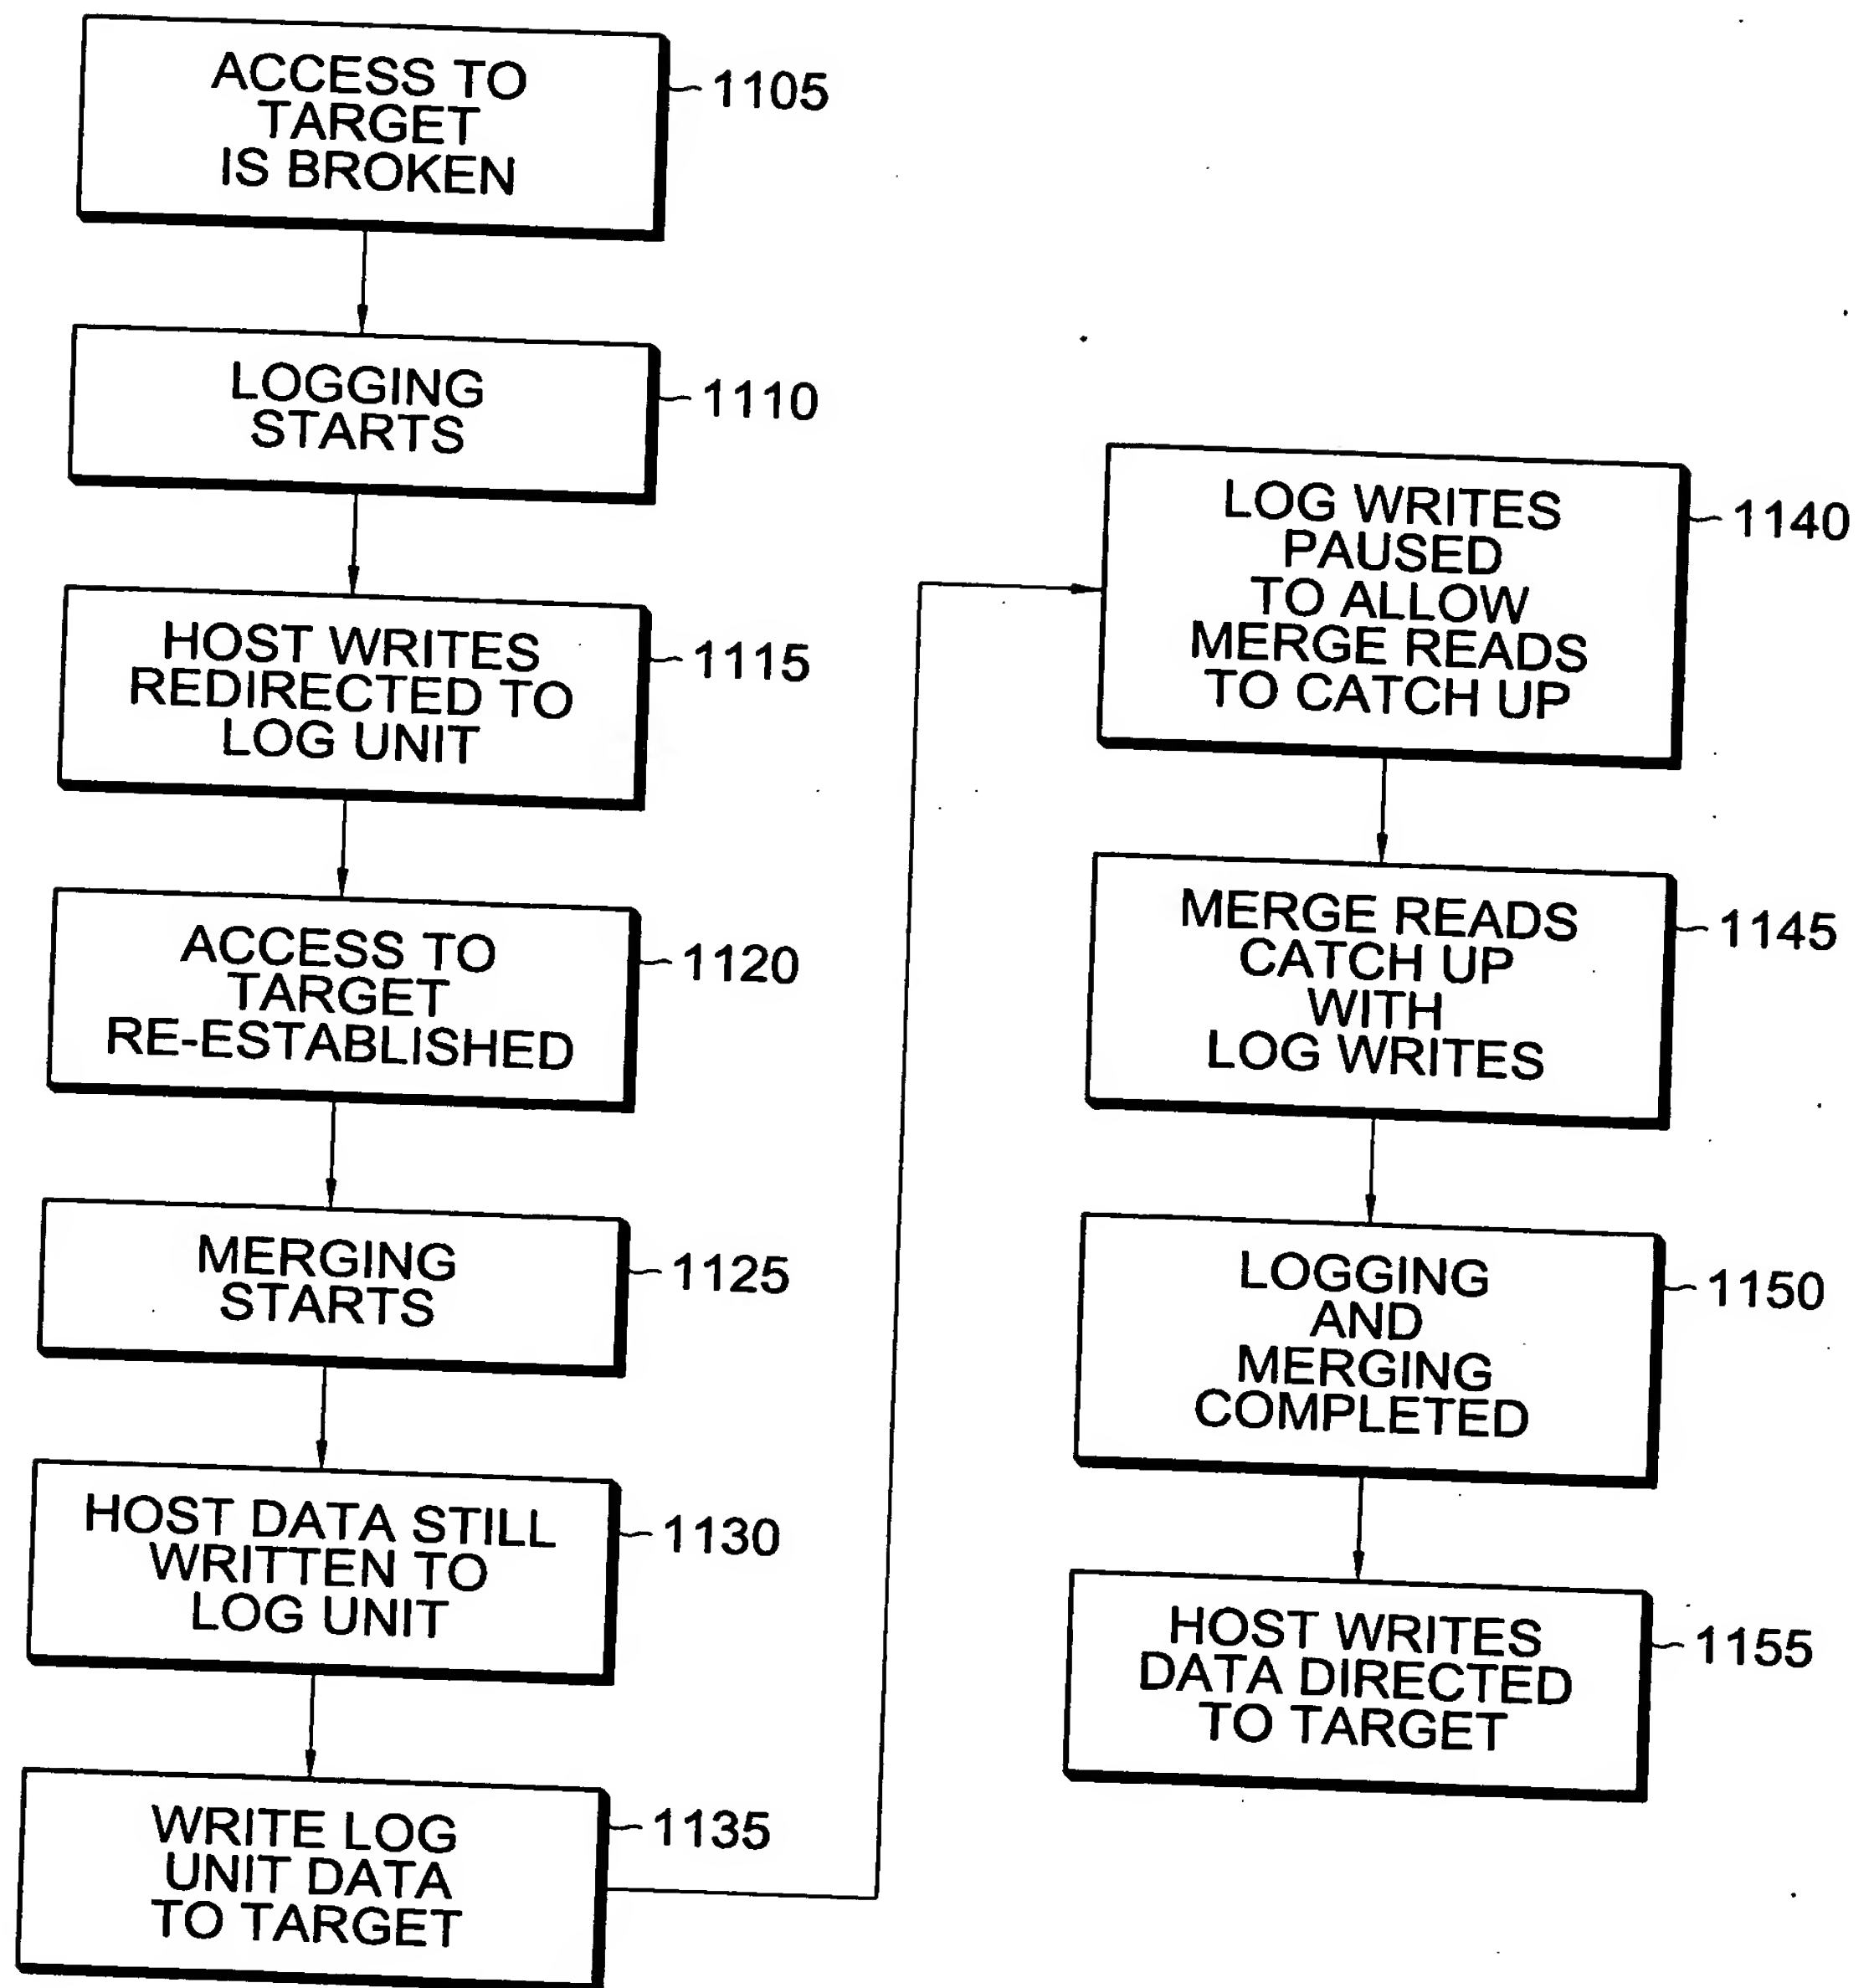 ACCESS TO
TARGET
IS BROKEN
1105
LOGGING
STARTS
1110
HOST WRITES
REDIRECTED TO
LOG UNIT
1115
ACCESS TO
TARGET
RE-ESTABLISHED
1120
MERGING
STARTS
1125
HOST DATA STILL
WRITTEN TO
LOG UNIT
1130
WRITE LOG
UNIT DATA
TO TARGET
1135
LOG WRITES
PAUSED
TO ALLOW
MERGE READS
TO CATCH UP
1140
MERGE READS
CATCH UP
WITH
LOG WRITES
1145
LOGGING
AND
MERGING
COMPLETED
1150
HOST WRITES
DATA DIRECTED
TO TARGET
1155